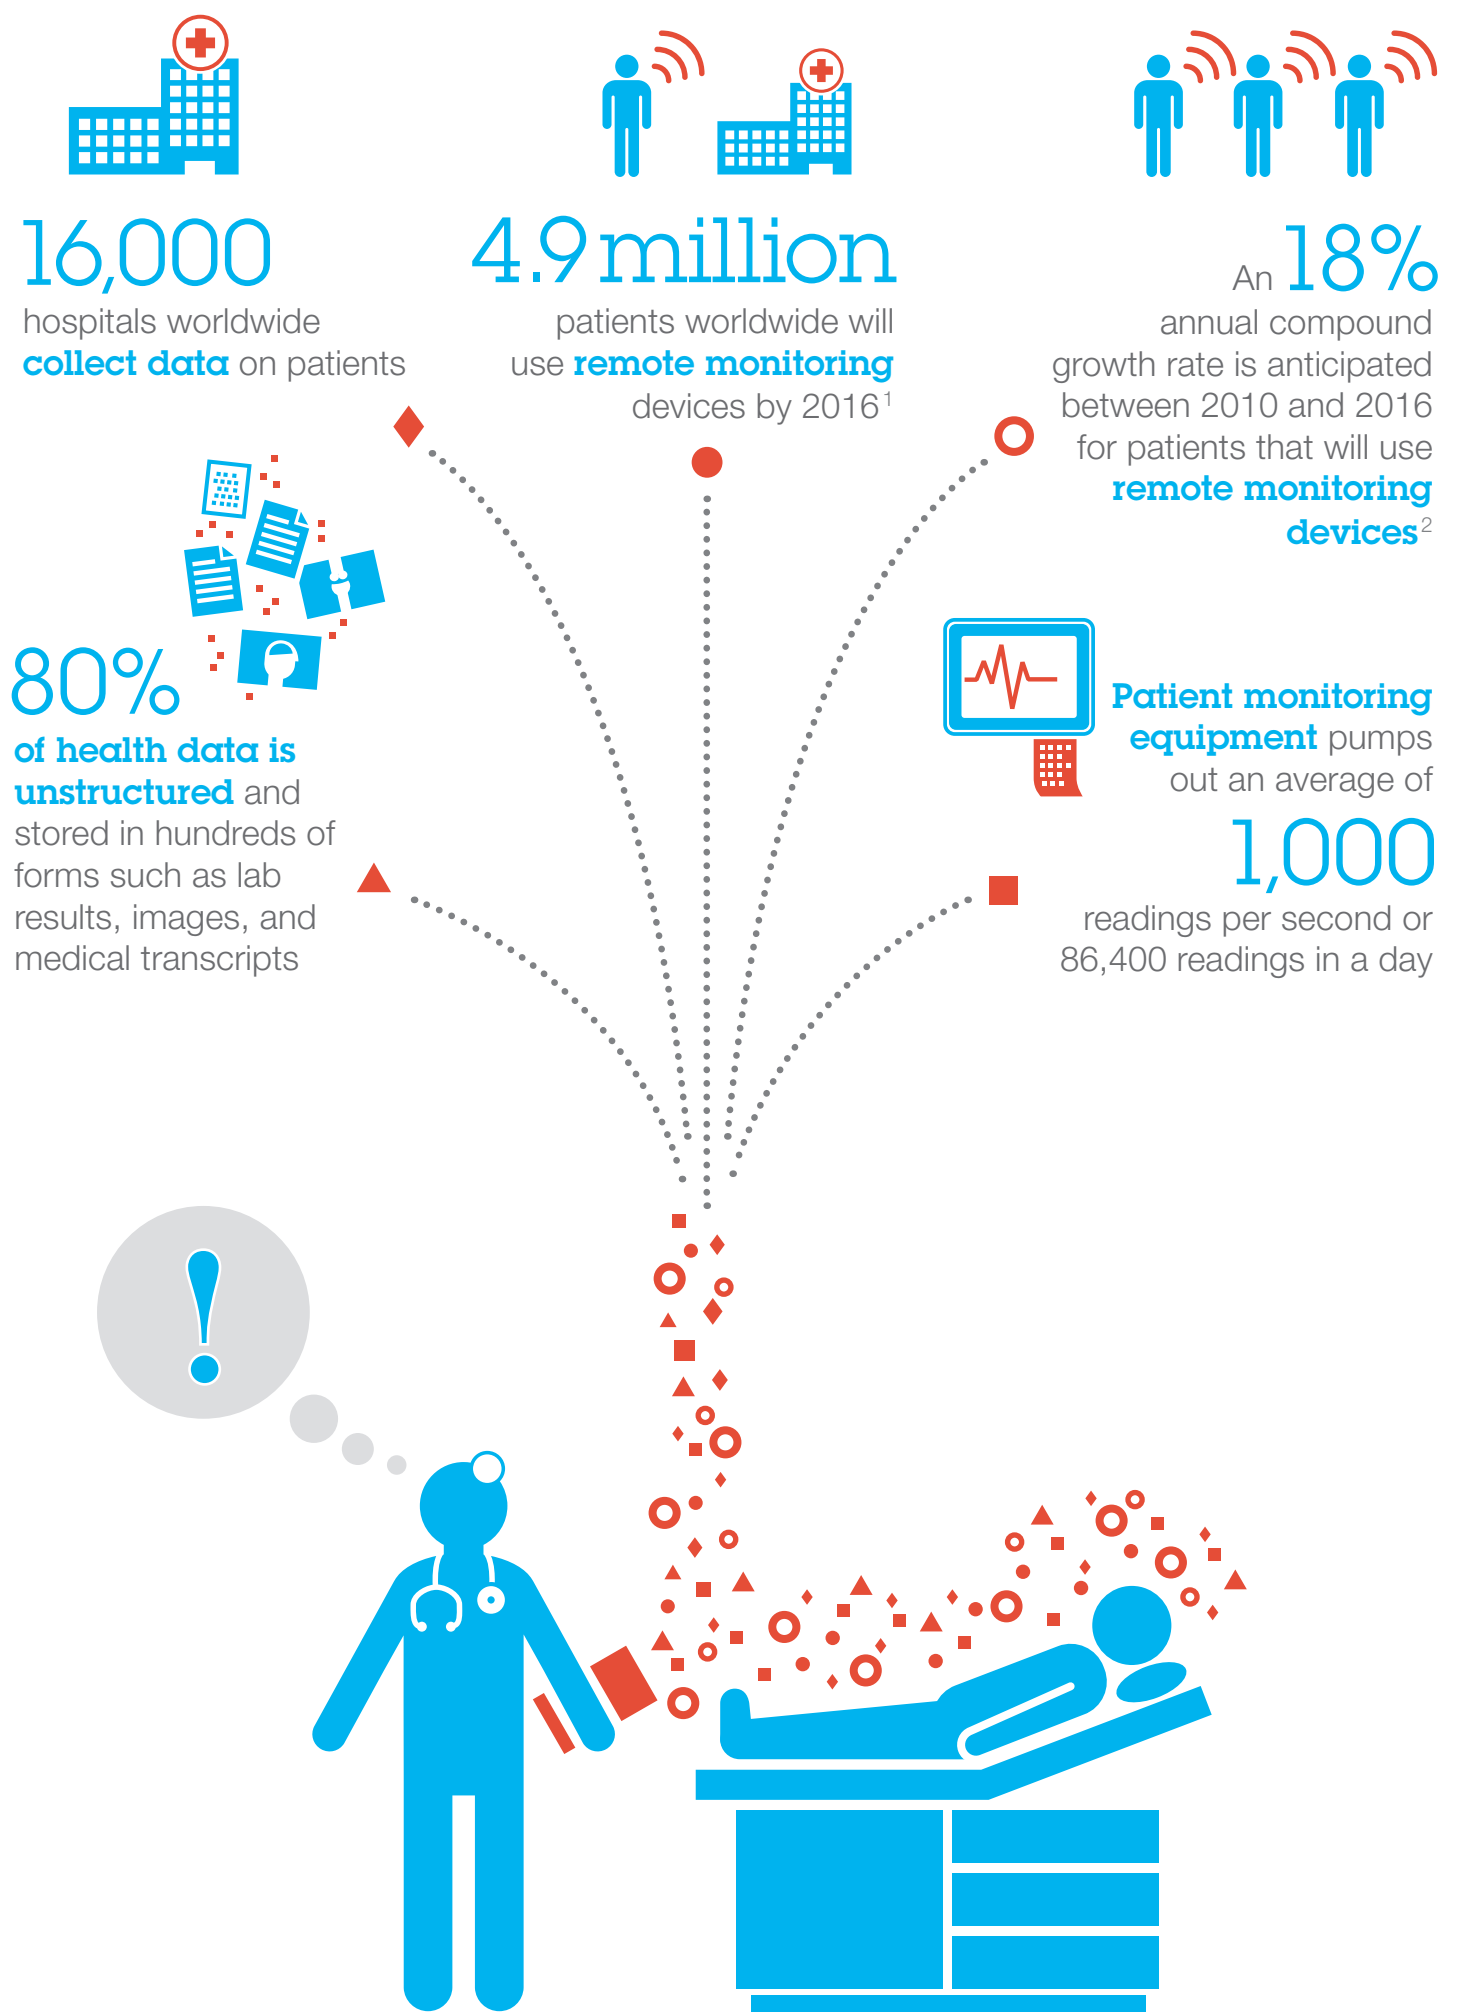 16,000
hospitals worldwide
collect data on patients
4.9 million
patients worldwide will
use remote monitoring
devices by 2016 1
An 18%
annual compound
growth rate is anticipated
between 2010 and 2016
for patients that will use
remote monitoring
devices 2
80%
of health data is
unstructured and
stored in hundreds of
forms such as lab
results, images, and
medical transcripts
Patient monitoring
equipment pumps
out an average of
1,000
readings per second or
86,400 readings in a day
!